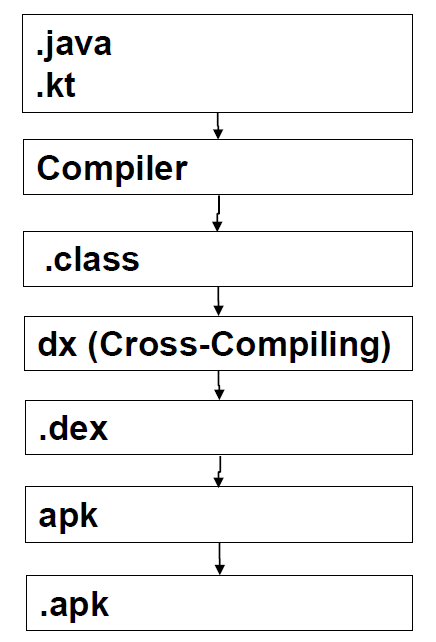 .java
.kt
Compiler
.class
dx (Cross-Compiling)
.dex
apk
.apk